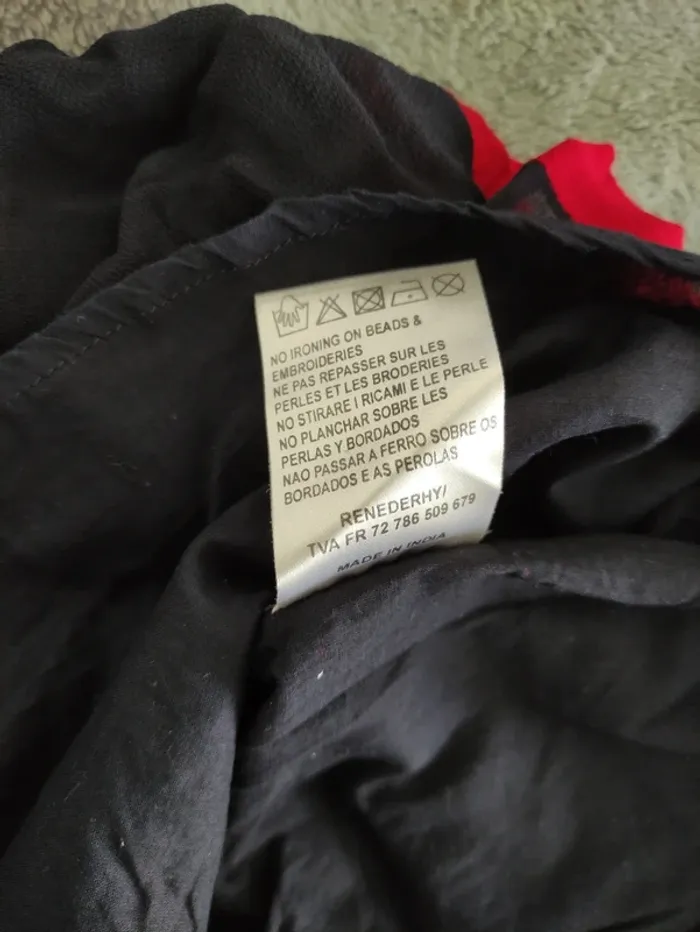 NO IRONING ON BEADS &
EMBROIDERIES
NE PAS REPASSER SUR LES
PERLES ET LES BRODERIES
NO STIRARE I RICAMI E LE PERLE
NO PLANCHAR SOBRE LES
PERLAS Y BORDADOS
NAO PASSAR A FERRO SOBRE OS
BORDADOS E AS PEROLAS
RENEDERHY/
TVA FR 72 786 509 679
MADE IN INDIA